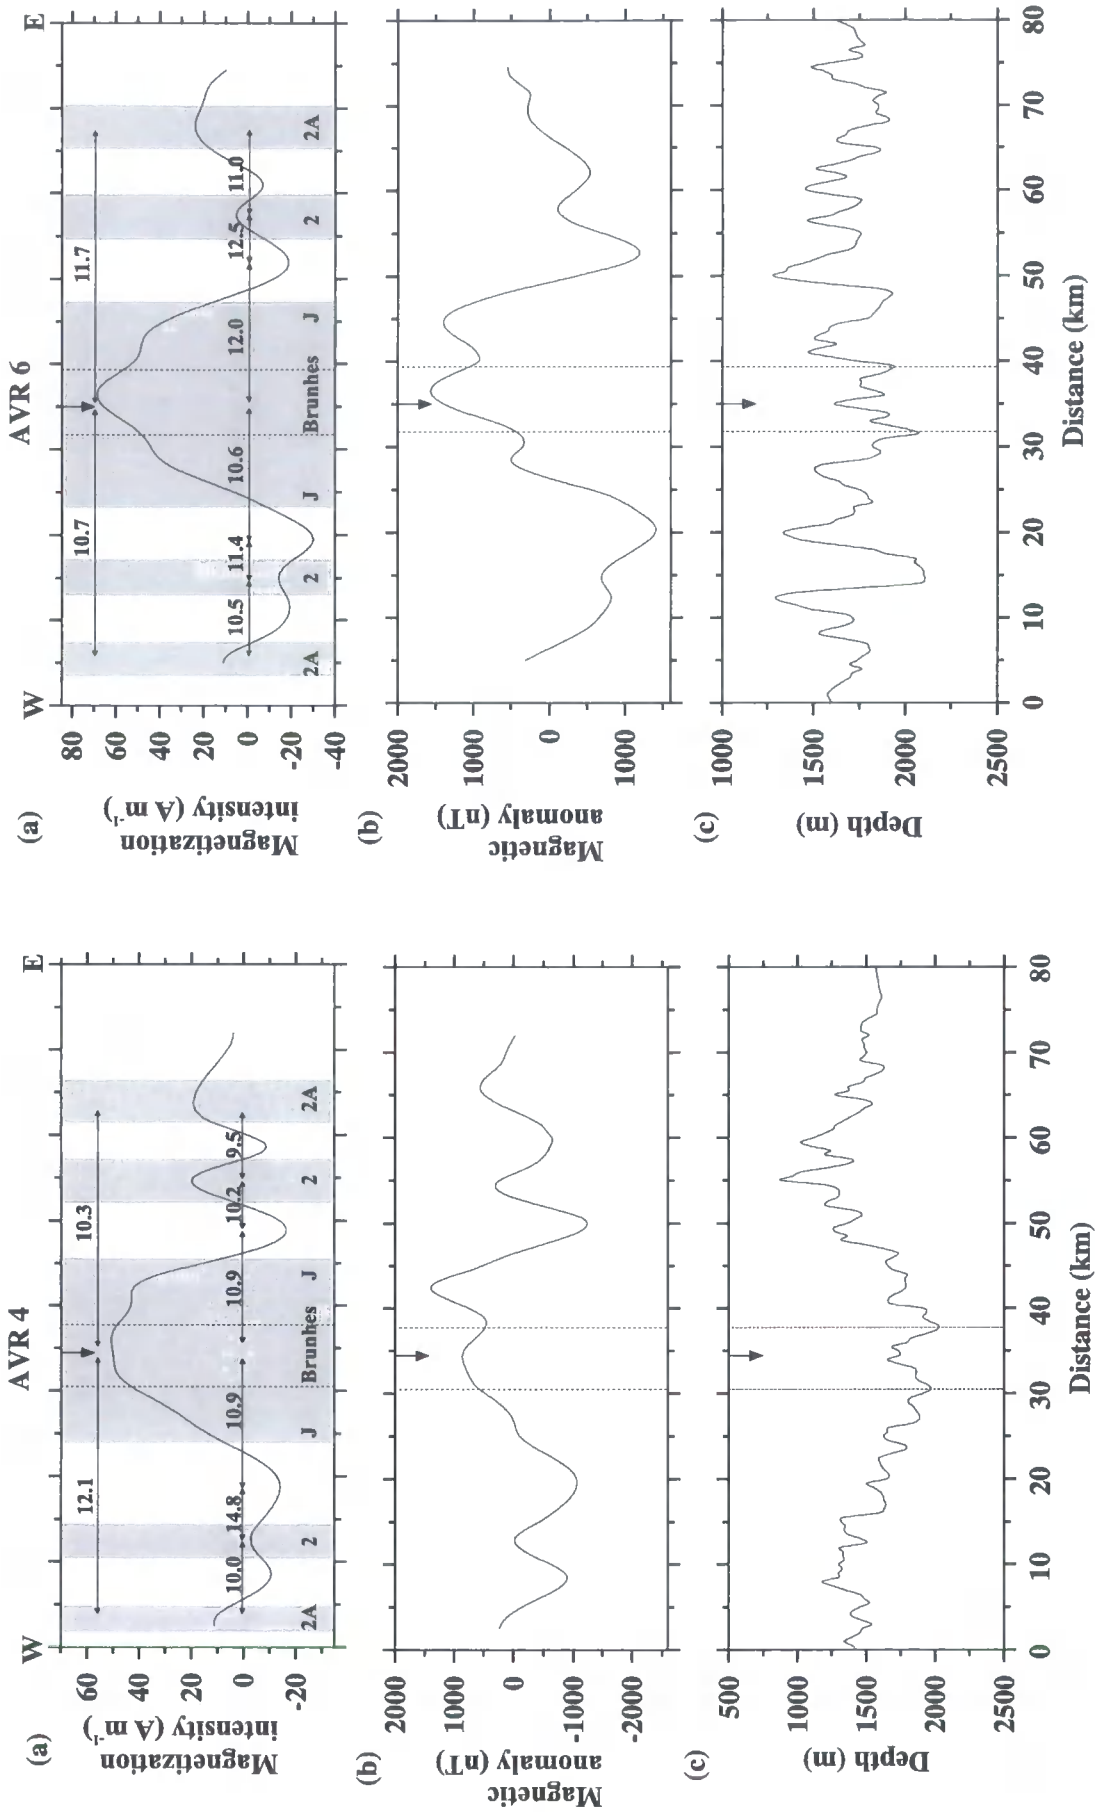 AVR 4
W
E
(a)
Magnetization
intensity (A m⁻¹)
60
40
20
0
-20
12.1
10.3
10.0
14.8
10.9
10.9
10.2
9.5
2A
2
J
Brunhes
J
2
2A
(b)
Magnetic
anomaly (nT)
2000
1000
0
-1000
-2000
(c)
Depth (m)
500
1000
1500
2000
2500
0 10 20 30 40 50 60 70 80
Distance (km)
AVR 6
W
E
(a)
Magnetization
intensity (A m⁻¹)
80
60
40
20
0
-20
-40
10.7
11.7
10.5
11.4
10.6
12.0
12.5
11.0
2A
2
J
Brunhes
J
2
2A
(b)
Magnetic
anomaly (nT)
2000
1000
0
1000
(c)
Depth (m)
1000
1500
2000
2500
0 10 20 30 40 50 60 70 80
Distance (km)